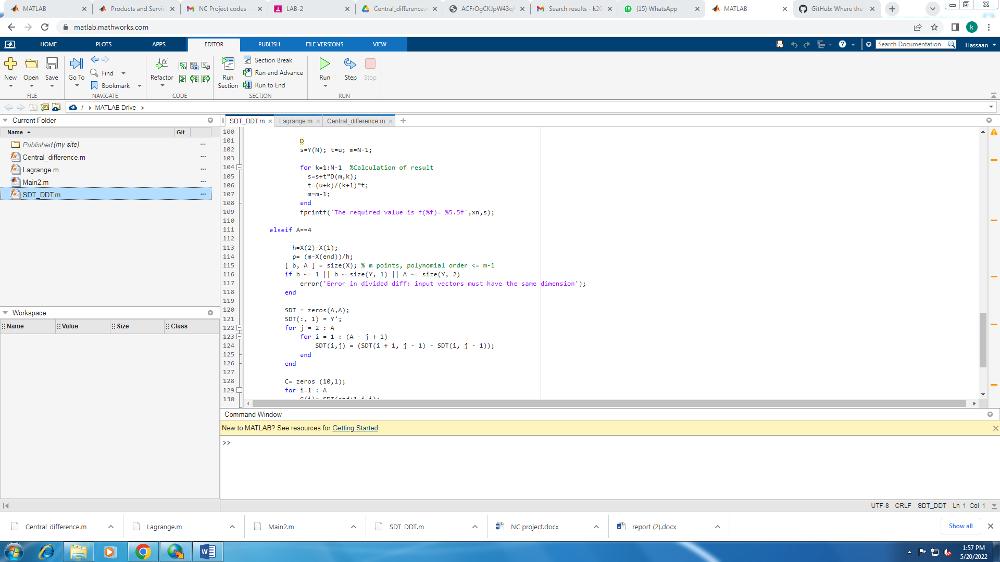 MATLAB
Products and Servic
NC Project codes -
LAB-2
Central_difference.m
ACFrOgCKJpW43qF
Search results - k20
(15) WhatsApp
MATLAB
GitHub: Where the
matlab.mathworks.com
k
HOME
PLOTS
APPS
EDITOR
PUBLISH
FILE VERSIONS
VIEW
Search Documentation
Hassaan
New
Open
Save
FILE
Go To
Find
Bookmark
NAVIGATE
Refactor
CODE
Run Section
Section Break
Run and Advance
Run to End
SECTION
Run
Step
Stop
RUN
/ > MATLAB Drive >
Current Folder
Name
Git
Published (my site)
Central_difference.m
Lagrange.m
Main2.m
SDT_DDT.m
Workspace
Name
Value
Size
Class
SDT_DDT.m
Lagrange.m
Central_difference.m
100
101 D
102 s=Y(N); t=u; m=N-1;
103
104 for k=1:N-1 %Calculation of result
105 s=s+t*D(m,k);
106 t=(u+k)/(k+1)*t;
107 m=m-1;
108 end
109 fprintf('The required value is f(%f)= %5.5f',xn,s);
110
111 elseif A==4
112
113 h=X(2)-X(1);
114 p= (m-X(end))/h;
115 [ b, A ] = size(X); % m points, polynomial order <= m-1
116 if b ~= 1 || b ~=size(Y, 1) || A ~= size(Y, 2)
117 error('Error in divided diff: input vectors must have the same dimension');
118 end
119
120 SDT = zeros(A,A);
121 SDT(:, 1) = Y';
122 for j = 2 : A
123 for i = 1 : (A - j + 1)
124 SDT(i,j) = (SDT(i + 1, j - 1) - SDT(i, j - 1));
125 end
126 end
127
128 C= zeros (10,1);
129 for i=1 : A
130 C(i)= SDT(end+1-i,i);
Command Window
New to MATLAB? See resources for Getting Started.
>>
UTF-8 CRLF SDT_DDT Ln 1 Col 1
Central_difference.m
Lagrange.m
Main2.m
SDT_DDT.m
NC project.docx
report (2).docx
Show all
1:57 PM
5/20/2022